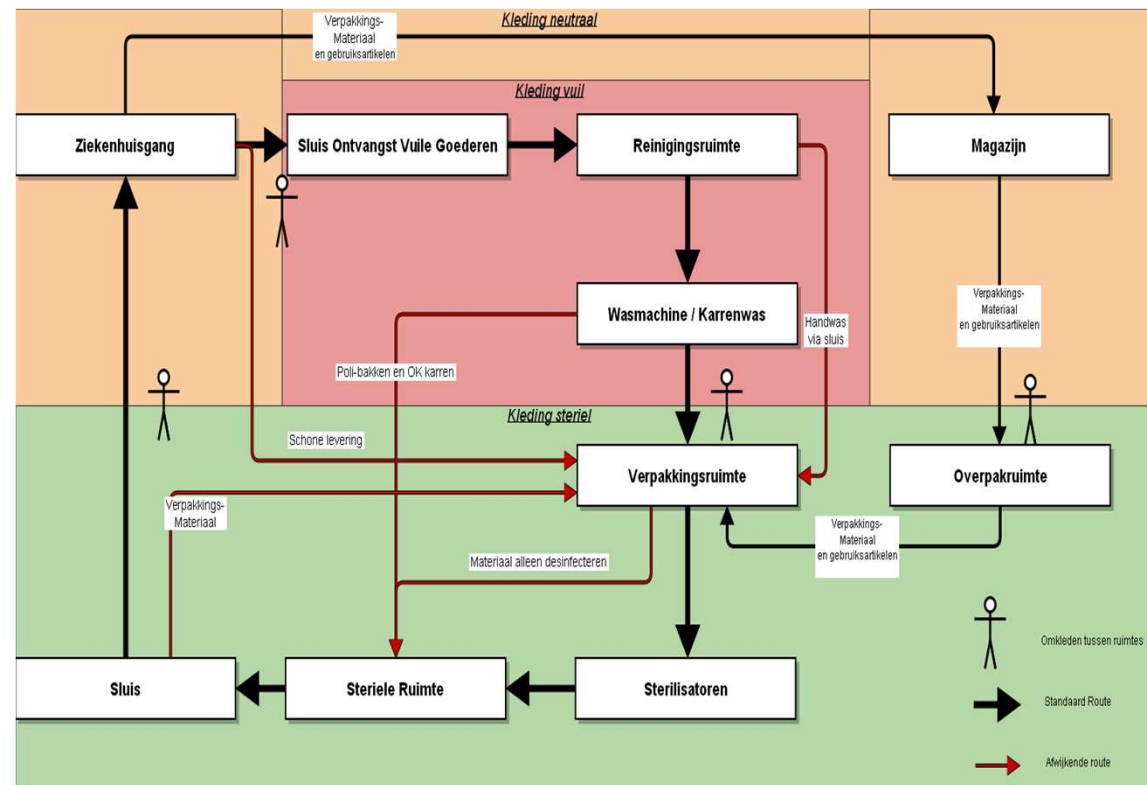 Kleding neutraal
Verpakkings-
Materiaal
en gebruiksartikelen
Kleding vuil
Ziekenhuisgang
Sluis Ontvangst Vuile Goederen
Reinigingsruimte
Magazijn
Wasmachine / Karrenwas
Handwas
via sluis
Verpakkings-
Materiaal
en gebruiksartikelen
Poli-bakken en OK karren
Kleding steriel
Schone levering
Verpakkingsruimte
Overpakruimte
Verpakkings-
Materiaal
Verpakkings-
Materiaal
en gebruiksartikelen
Materiaal alleen desinfecteren
Omkleden tussen ruimtes
Sluis
Steriele Ruimte
Sterilisatoren
Standaard Route
Afwijkende route